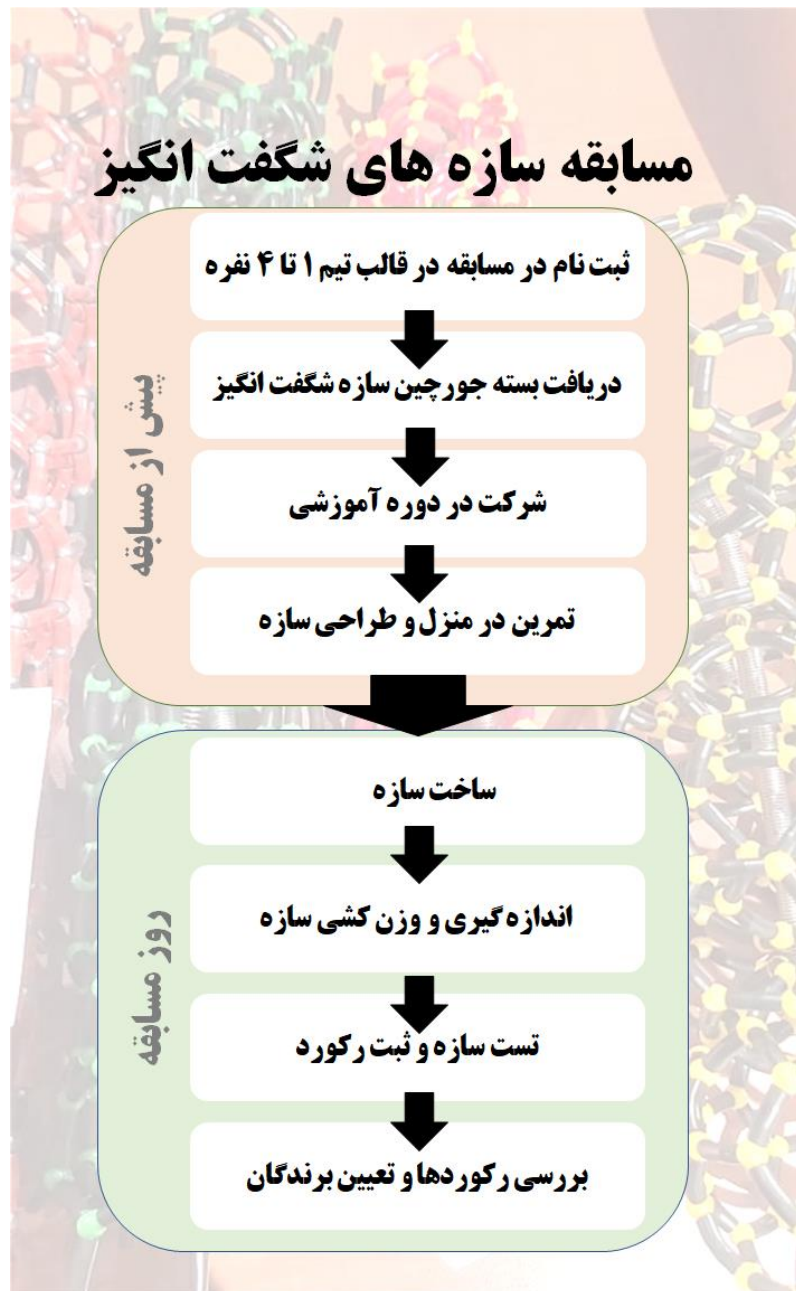 مسابقه سازه های شگفت انگیز
پیش از مسابقه
ثبت نام در مسابقه در قالب تیم ۱ تا ۴ نفره
دریافت بسته جورچین سازه شگفت انگیز
شرکت در دوره آموزشی
تمرین در منزل و طراحی سازه
روز مسابقه
ساخت سازه
اندازه گیری و وزن کشی سازه
تست سازه و ثبت رکورد
بررسی رکوردها و تعیین برندگان